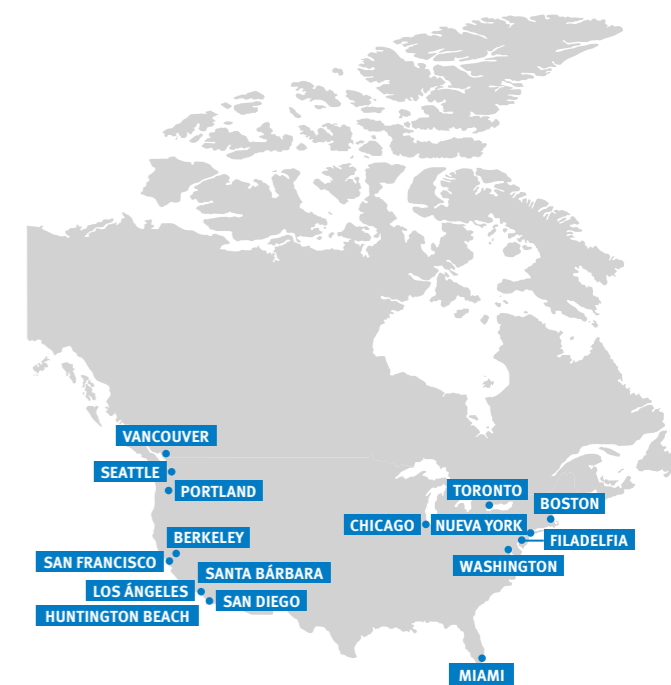 VANCOUVER
SEATTLE
PORTLAND
TORONTO
BOSTON
CHICAGO
NUEVA YORK
BERKELEY
FILADELFIA
SAN FRANCISCO
WASHINGTON
SANTA BÁRBARA
LOS ÁNGELES
SAN DIEGO
HUNTINGTON BEACH
MIAMI